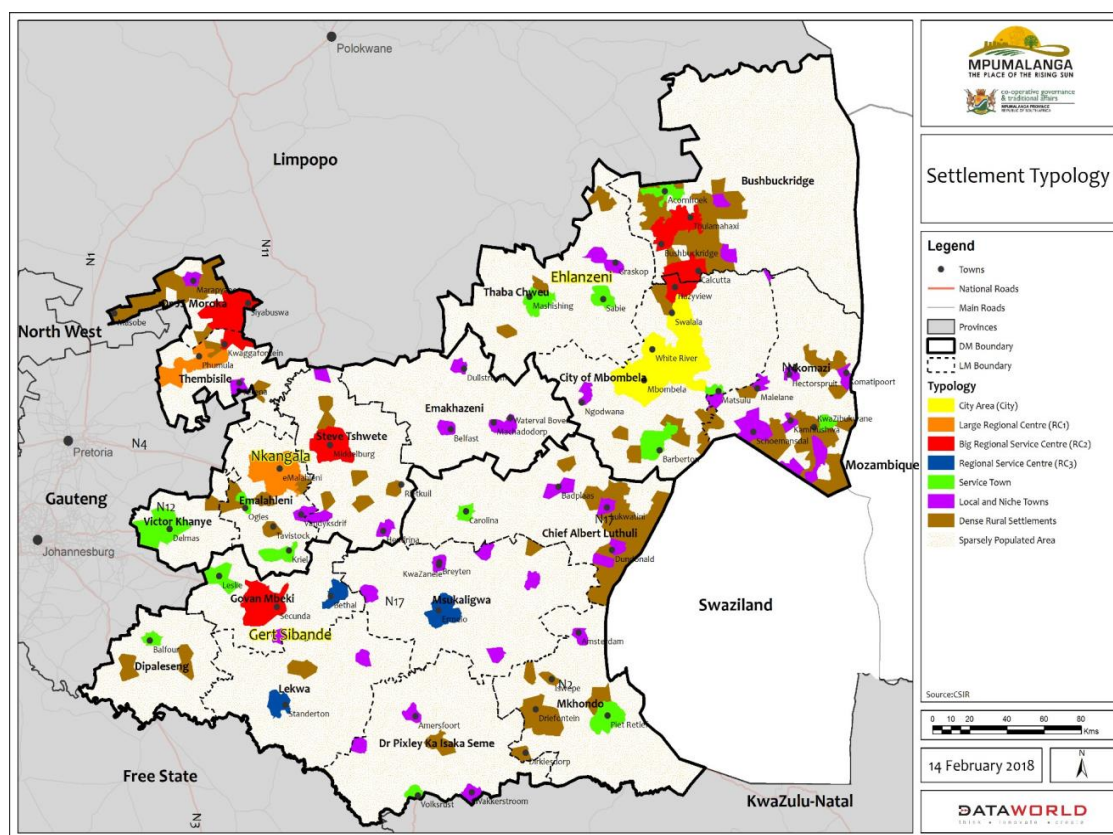 Polokwane
Limpopo
N11
N1
Bushbuckridge
Acornhoek
Thulamahaxi
Bushbuckridge
Graskop
Calcutta
Ehlanzeni
Thaba Chweu
Mashishing
Sabie
Hazyview
Swalala
Marapyane
Siyabuswa
North West
Kwaggafontein
Phumula
Thembisile
White River
City of Mbombela
Mbombela
Nkomazi
Hectorspruit
Komatipoort
Dullstroom
Emakhazeni
Ngodwana
Matsulu
Malelane
Waterval Boven
Machadodorp
Belfast
Schoemansdal
Kamhlushwa
Steve Tshwete
Middelburg
Barberton
Mozambique
N4
Pretoria
Nkangala
eMalahleni
Emalahleni
Badplaas
Gauteng
N12
Victor Khanye
Delmas
Ogies
Tavistock
Kriel
Hendrina
Carolina
N17
Chief Albert Luthuli
Dundonald
Johannesburg
Leslie
Govan Mbeki
Secunda
Bethal
KwaZanele
Breyten
N17
Msukaligwa
Ermelo
Swaziland
Gert Sibande
Amsterdam
Balfour
Dipaleseng
Lekwa
Standerton
N2
Iswepe
Mkhondo
Driefontein
Piet Retief
Amersfoort
Dr Pixley Ka Isaka Seme
Dirkiesdorp
Free State
Volksrust
Wakkerstroom
N3
KwaZulu-Natal
MPUMALANGA
THE PLACE OF THE RISING SUN
co-operative governance
& traditional affairs
MPUMALANGA PROVINCE
REPUBLIC OF SOUTH AFRICA
Settlement Typology
Legend
Towns
National Roads
Main Roads
Provinces
DM Boundary
LM Boundary
Typology
City Area (City)
Large Regional Centre (RC1)
Big Regional Service Centre (RC2)
Regional Service Centre (RC3)
Service Town
Local and Niche Towns
Dense Rural Settlements
Sparsely Populated Area
Source:CSIR
0 10 20 40 60 80
Kms
14 February 2018
N
DATAWORLD
think • innovate • create